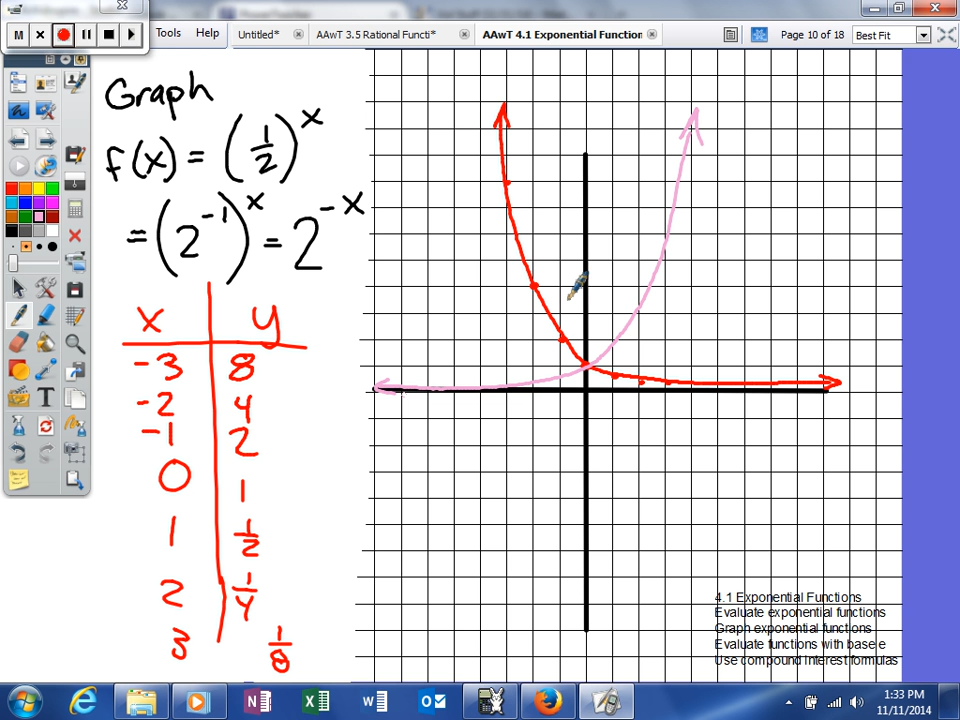 M
Tools Help Untitled* AAwT 3.5 Rational Functi* AAwT 4.1 Exponential Function Page 10 of 18 Best Fit
Graph
f(x) = (1/2)^x
= (2^-1)^x = 2^-x
x y
-3 8
-2 4
-1 2
0 1
1 1/2
2 1/4
3 1/8
4.1 Exponential Functions
Evaluate exponential functions
Graph exponential functions
Evaluate functions with base e
Use compound interest formulas
1:33 PM
11/11/2014